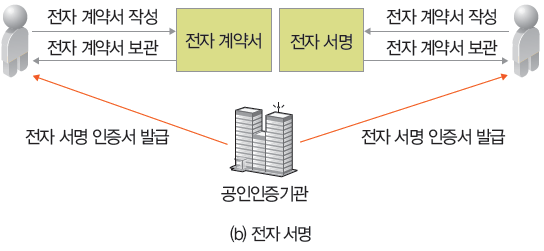 전자 계약서 작성
전자 계약서 보관
전자 계약서
전자 서명
전자 계약서 작성
전자 계약서 보관
전자 서명 인증서 발급
전자 서명 인증서 발급
공인인증기관
(b) 전자 서명